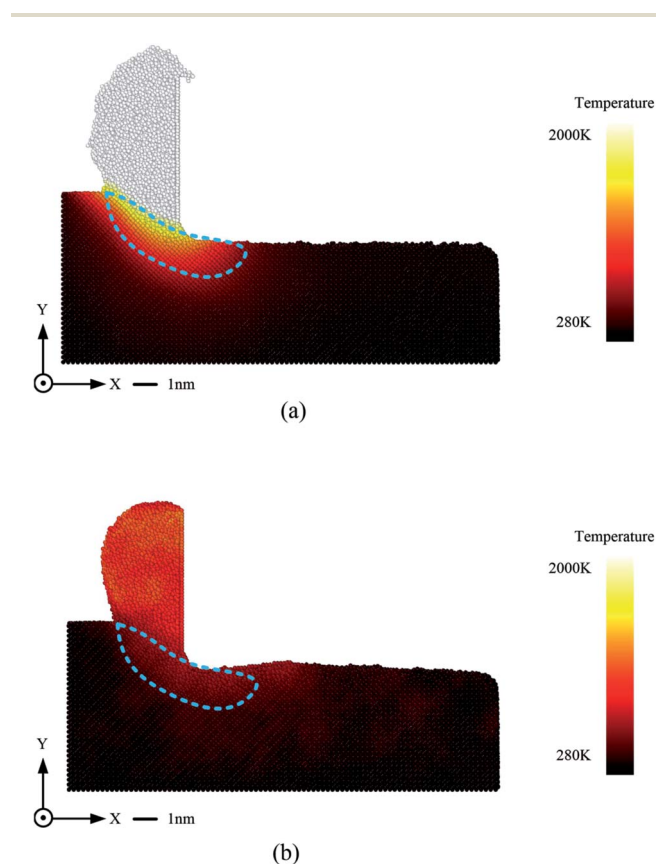 Temperature
2000K
280K
Y
X
1nm
(a)
Temperature
2000K
280K
Y
X
1nm
(b)